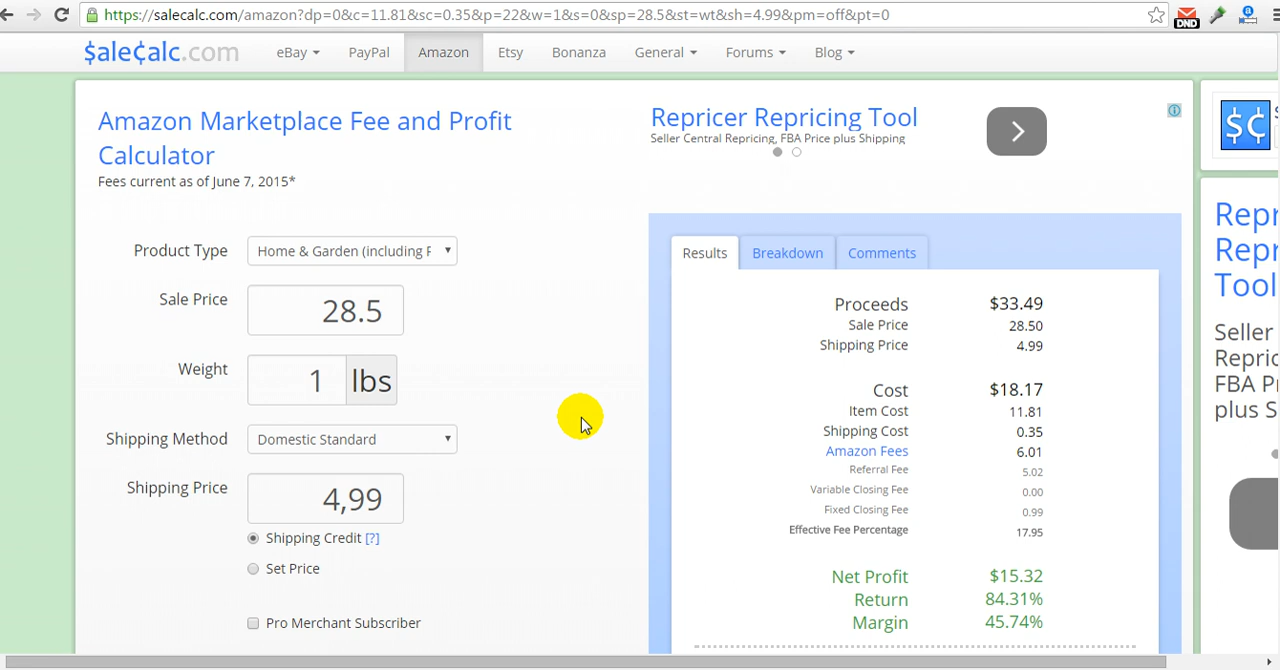 https://salecalc.com/amazon?dp=0&c=11.81&sc=0.35&p=22&w=1&s=0&sp=28.5&st=wt&sh=4.99&pm=off&pt=0
DND
$ale¢alc.com
eBay
PayPal
Amazon
Etsy
Bonanza
General
Forums
Blog
Amazon Marketplace Fee and Profit
Calculator
Fees current as of June 7, 2015*
Repricer Repricing Tool
Seller Central Repricing, FBA Price plus Shipping
$¢
Product Type
Home & Garden (including
Sale Price
28.5
Weight
1 lbs
Shipping Method
Domestic Standard
Shipping Price
4,99
Shipping Credit [?]
Set Price
Pro Merchant Subscriber
Results
Breakdown
Comments
Proceeds $33.49
Sale Price 28.50
Shipping Price 4.99
Cost $18.17
Item Cost 11.81
Shipping Cost 0.35
Amazon Fees 6.01
Referral Fee 5.02
Variable Closing Fee 0.00
Fixed Closing Fee 0.99
Effective Fee Percentage 17.95
Net Profit $15.32
Return 84.31%
Margin 45.74%
Repr
Repr
Tool
Seller
Repric
FBA P
plus S